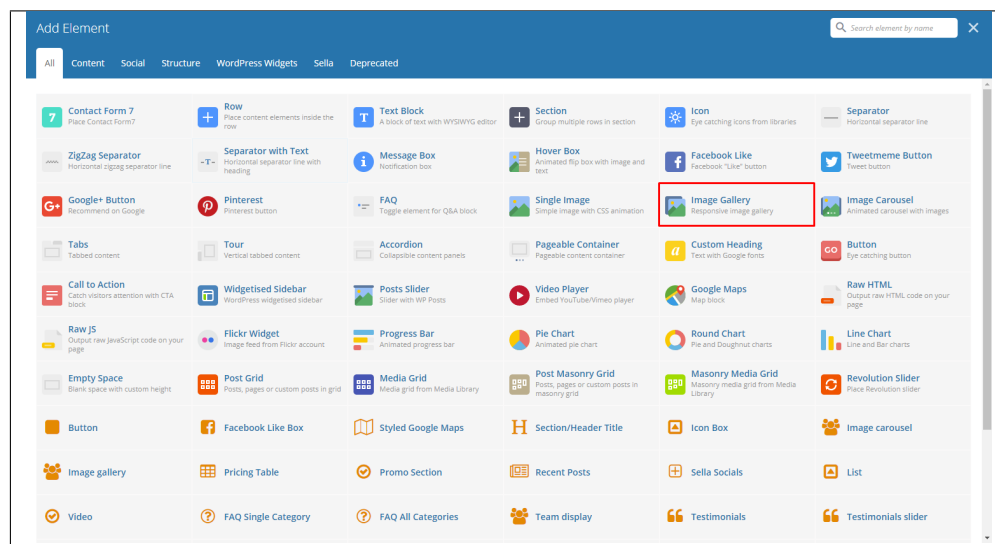 Add Element
Search element by name
All Content Social Structure WordPress Widgets Sella Deprecated
7 Contact Form 7
Place Contact Form7
Row
Place content elements inside the
row
T Text Block
A block of text with WYSIWYG editor
Section
Group multiple rows in section
Icon
Eye catching icons from libraries
Separator
Horizontal separator line
ZigZag Separator
Horizontal zigzag separator line
-T- Separator with Text
Horizontal separator line with
heading
i Message Box
Notification box
Hover Box
Animated flip box with image and
text
f Facebook Like
Facebook "Like" button
Tweetmeme Button
Tweet button
G+ Google+ Button
Recommend on Google
Pinterest
Pinterest button
FAQ
Toggle element for Q&A block
Single Image
Simple image with CSS animation
Image Gallery
Responsive image gallery
Image Carousel
Animated carousel with images
Tabs
Tabbed content
Tour
Vertical tabbed content
Accordion
Collapsible content panels
Pageable Container
Pageable content container
a Custom Heading
Text with Google fonts
GO Button
Eye catching button
Call to Action
Catch visitors attention with CTA
block
Widgetised Sidebar
WordPress widgetised sidebar
Posts Slider
Slider with WP Posts
Video Player
Embed YouTube/Vimeo player
Google Maps
Map block
Raw HTML
Output raw HTML code on your
page
Raw JS
Output raw JavaScript code on your
page
Flickr Widget
Image feed from Flickr account
Progress Bar
Animated progress bar
Pie Chart
Animated pie chart
Round Chart
Pie and Doughnut charts
Line Chart
Line and Bar charts
Empty Space
Blank space with custom height
Post Grid
Posts, pages or custom posts in grid
Media Grid
Media grid from Media Library
Post Masonry Grid
Posts, pages or custom posts in
masonry grid
Masonry Media Grid
Masonry media grid from Media
Library
Revolution Slider
Place Revolution slider
Button
f Facebook Like Box
Styled Google Maps
H Section/Header Title
Icon Box
Image carousel
Image gallery
Pricing Table
Promo Section
Recent Posts
Sella Socials
List
Video
? FAQ Single Category
? FAQ All Categories
Team display
Testimonials
Testimonials slider